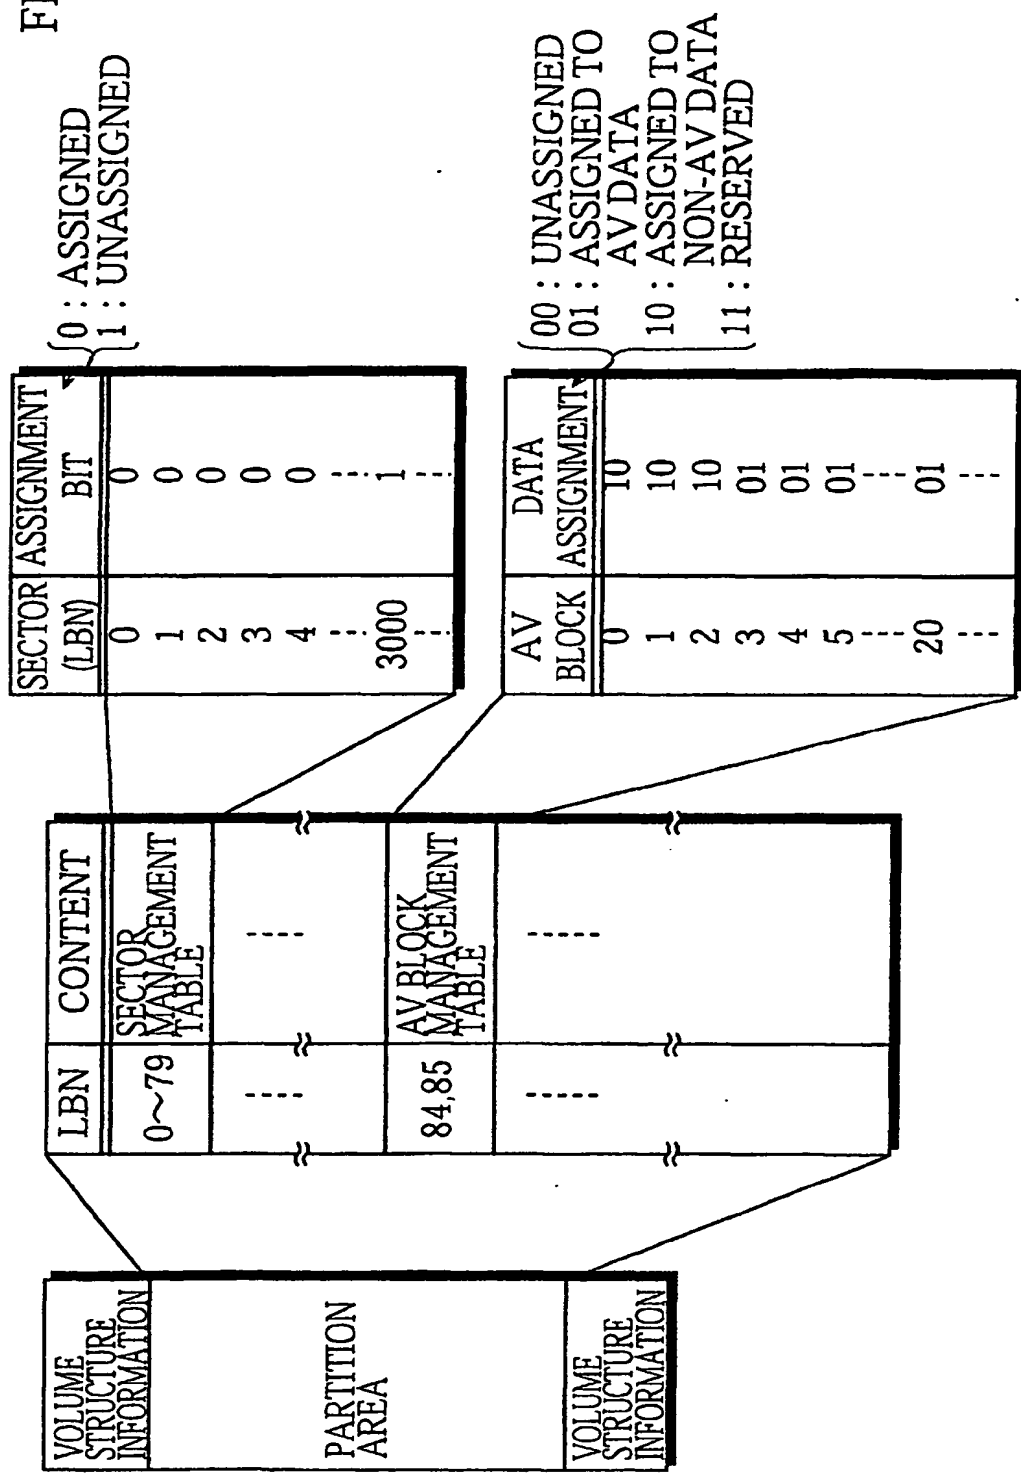 FI
VOLUME
STRUCTURE
INFORMATION
PARTITION
AREA
VOLUME
STRUCTURE
INFORMATION
LBN CONTENT
0~79 SECTOR
MANAGEMENT
TABLE
----- -----
84,85 AV BLOCK
MANAGEMENT
TABLE
----- -----
SECTOR ASSIGNMENT
(LBN) BIT
0 0
1 0
2 0
3 0
4 0
--- ---
3000 1
--- ---
0 : ASSIGNED
1 : UNASSIGNED
AV DATA
BLOCK ASSIGNMENT
0 10
1 10
2 10
3 01
4 01
5 01
--- ---
20 01
--- ---
00 : UNASSIGNED
01 : ASSIGNED TO
AV DATA
10 : ASSIGNED TO
NON-AV DATA
11 : RESERVED